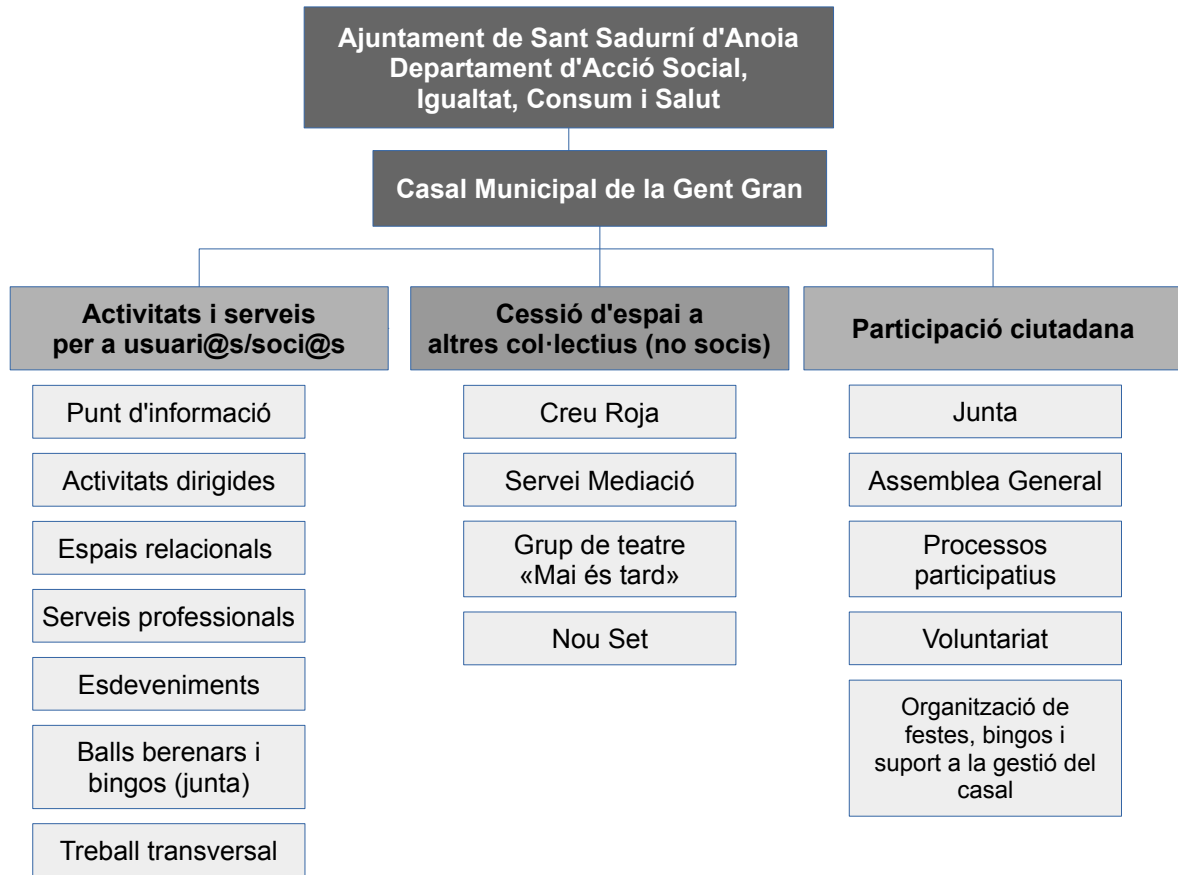 Ajuntament de Sant Sadurní d'Anoia
Departament d'Acció Social,
Igualtat, Consum i Salut
Casal Municipal de la Gent Gran
Activitats i serveis
per a usuari@s/soci@s
Punt d'informació
Activitats dirigides
Espais relacionals
Serveis professionals
Esdeveniments
Balls berenars i
bingos (junta)
Treball transversal
Cessió d'espai a
altres col·lectius (no socis)
Creu Roja
Servei Mediació
Grup de teatre
«Mai és tard»
Nou Set
Participació ciutadana
Junta
Assemblea General
Processos
participatius
Voluntariat
Organització de
festes, bingos i
suport a la gestió del
casal